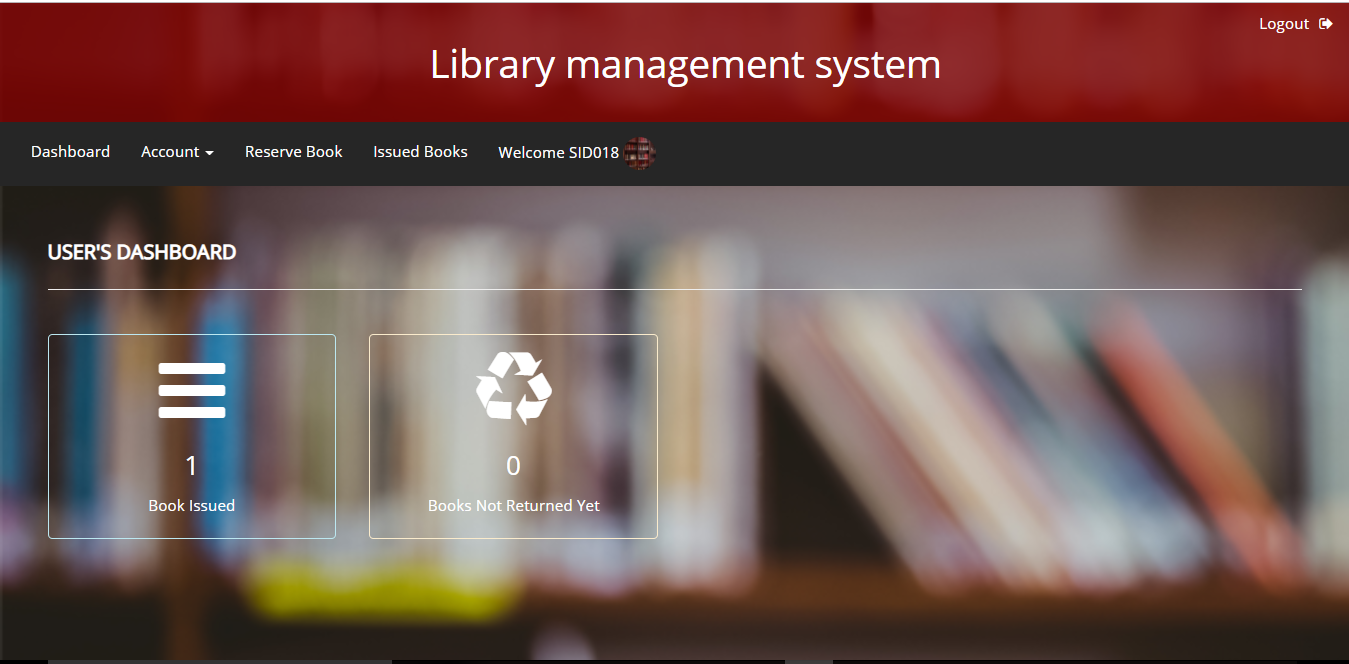 Logout
Library management system
Dashboard Account Reserve Book Issued Books Welcome SID018
USER'S DASHBOARD
1
Book Issued
0
Books Not Returned Yet